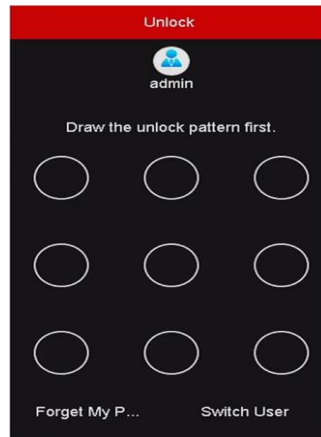 Unlock
admin
Draw the unlock pattern first.
Forget My P...
Switch User